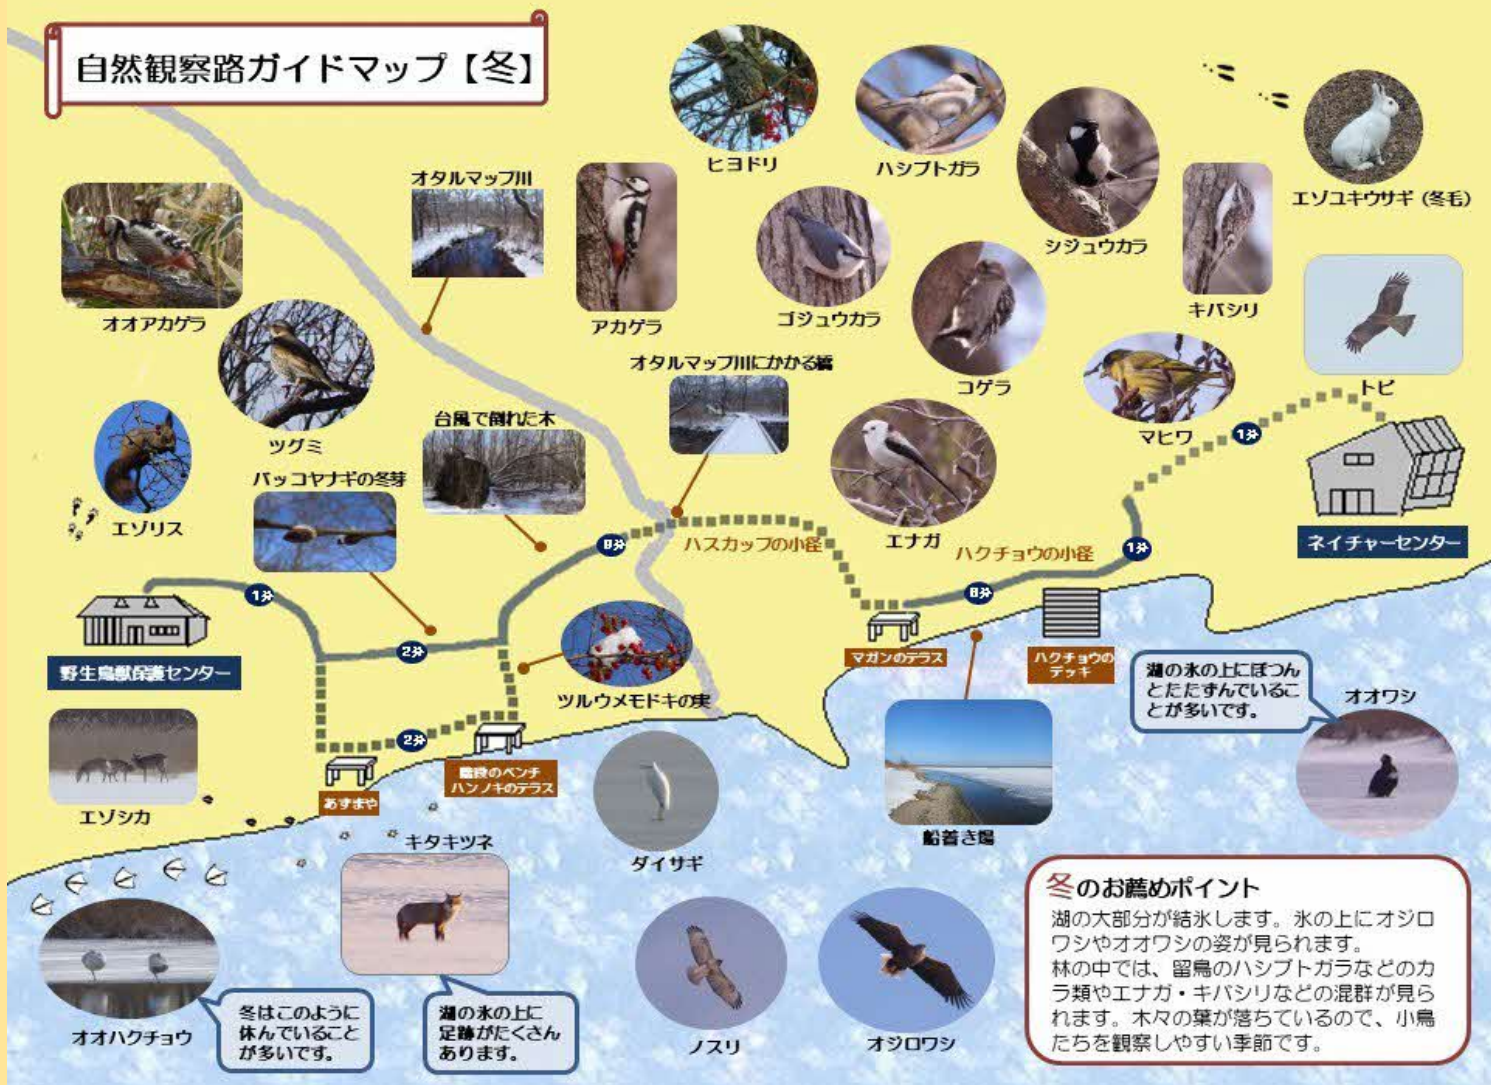 自然観察路ガイドマップ【冬】
ヒヨドリ
ハシブトガラ
シジュウカラ
エゾユキウサギ（冬毛）
オタルマップ川
オオアカゲラ
アカゲラ
ゴジュウカラ
キバシリ
ツグミ
オタルマップ川にかかる橋
コゲラ
トビ
台風で倒れた木
マヒワ
1分
バッコヤナギの冬芽
エゾリス
エナガ
8分
ハスカップの小径
ハクチョウの小径
1分
ネイチャーセンター
1分
8分
2分
野生鳥獣保護センター
マガンのテラス
ハクチョウの
デッキ
湖の氷の上にぽつん
とたたずんでいるこ
とが多いです。
オオワシ
ツルウメモドキの実
2分
階段のベンチ
ハンノキのテラス
あずまや
エゾシカ
キタキツネ
ダイサギ
船着き場
オオハクチョウ
冬はこのように
休んでいること
が多いです。
湖の氷の上に
足跡がたくさん
あります。
ノスリ
オジロワシ
冬のお薦めポイント
湖の大部分が結氷します。氷の上にオジロ
ワシやオオワシの姿が見られます。
林の中では、留鳥のハシブトガラなどのカ
ラ類やエナガ・キバシリなどの混群が見ら
れます。木々の葉が落ちているので、小鳥
たちを観察しやすい季節です。